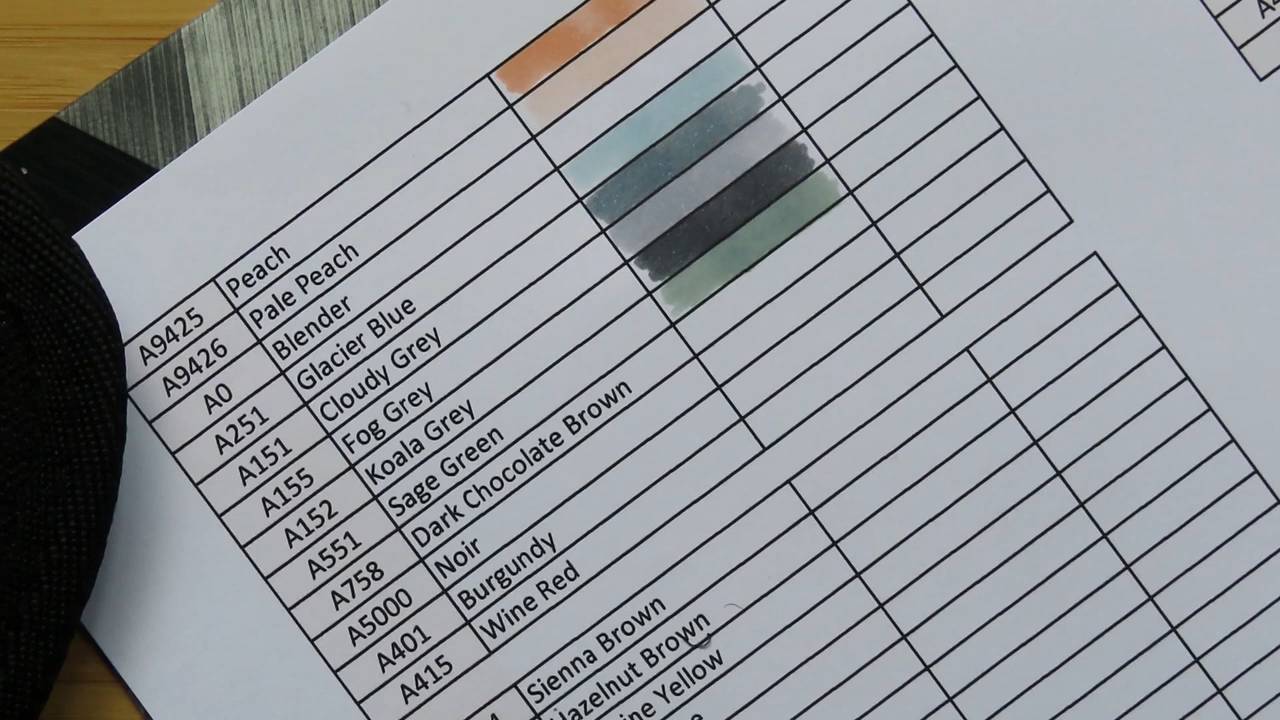 A9425 Peach
A9426 Pale Peach
A0 Blender
A251 Glacier Blue
A151 Cloudy Grey
A155 Fog Grey
A152 Koala Grey
A551 Sage Green
A758 Dark Chocolate Brown
A5000 Noir
A401 Burgundy
A415 Wine Red
Sienna Brown
Hazelnut Brown
Yellow